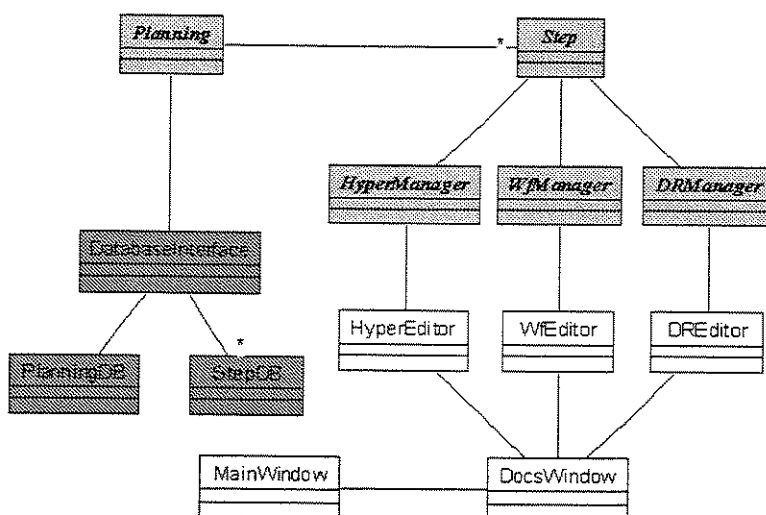 Planning
*
Step
HyperManager
WfManager
DRManager
DatabaseInterface
HyperEditor
WfEditor
DREditor
*
PlanningDB
StepDB
MainWindow
DocsWindow